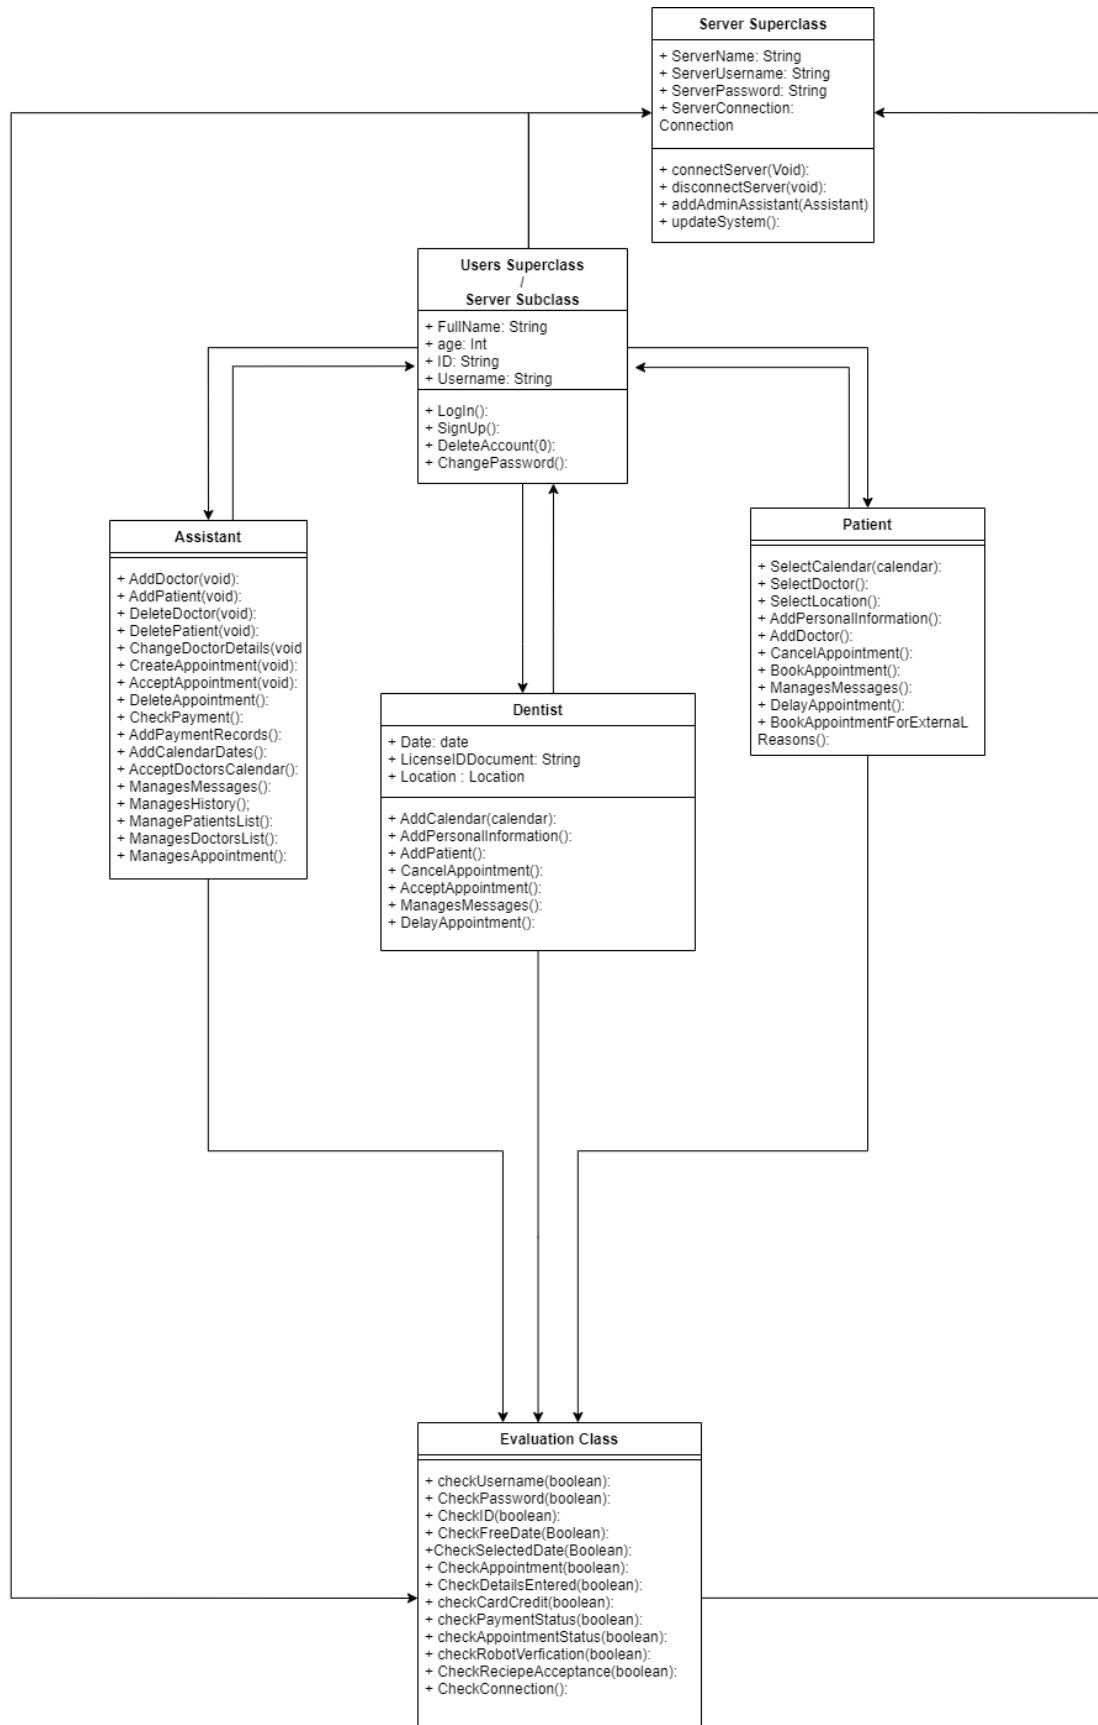 Server Superclass
+ ServerName: String
+ ServerUsername: String
+ ServerPassword: String
+ ServerConnection:
Connection
+ connectServer(Void):
+ disconnectServer(void):
+ addAdminAssistant(Assistant)
+ updateSystem():
Users Superclass
/
Server Subclass
+ FullName: String
+ age: Int
+ ID: String
+ Username: String
+ LogIn():
+ SignUp():
+ DeleteAccount(0):
+ ChangePassword():
Assistant
+ AddDoctor(void):
+ AddPatient(void):
+ DeleteDoctor(void):
+ DeletePatient(void):
+ ChangeDoctorDetails(void
+ CreateAppointment(void):
+ AcceptAppointment(void):
+ DeleteAppointment():
+ CheckPayment():
+ AddPaymentRecords():
+ AddCalendarDates():
+ AcceptDoctorsCalendar():
+ ManagesMessages():
+ ManagesHistory();
+ ManagePatientsList():
+ ManagesDoctorsList():
+ ManagesAppointment():
Patient
+ SelectCalendar(calendar):
+ SelectDoctor():
+ SelectLocation():
+ AddPersonalInformation():
+ AddDoctor():
+ CancelAppointment():
+ BookAppointment():
+ ManagesMessages():
+ DelayAppointment():
+ BookAppointmentForExternaL
Reasons():
Dentist
+ Date: date
+ LicenseIDDocument: String
+ Location : Location
+ AddCalendar(calendar):
+ AddPersonalInformation():
+ AddPatient():
+ CancelAppointment():
+ AcceptAppointment():
+ ManagesMessages():
+ DelayAppointment():
Evaluation Class
+ checkUsername(boolean):
+ CheckPassword(boolean):
+ CheckID(boolean):
+ CheckFreeDate(Boolean):
+CheckSelectedDate(Boolean):
+ CheckAppointment(boolean):
+ CheckDetailsEntered(boolean):
+ checkCardCredit(boolean):
+ checkPaymentStatus(boolean):
+ checkAppointmentStatus(boolean):
+ checkRobotVerfication(boolean):
+ CheckReciepeAcceptance(boolean):
+ CheckConnection():